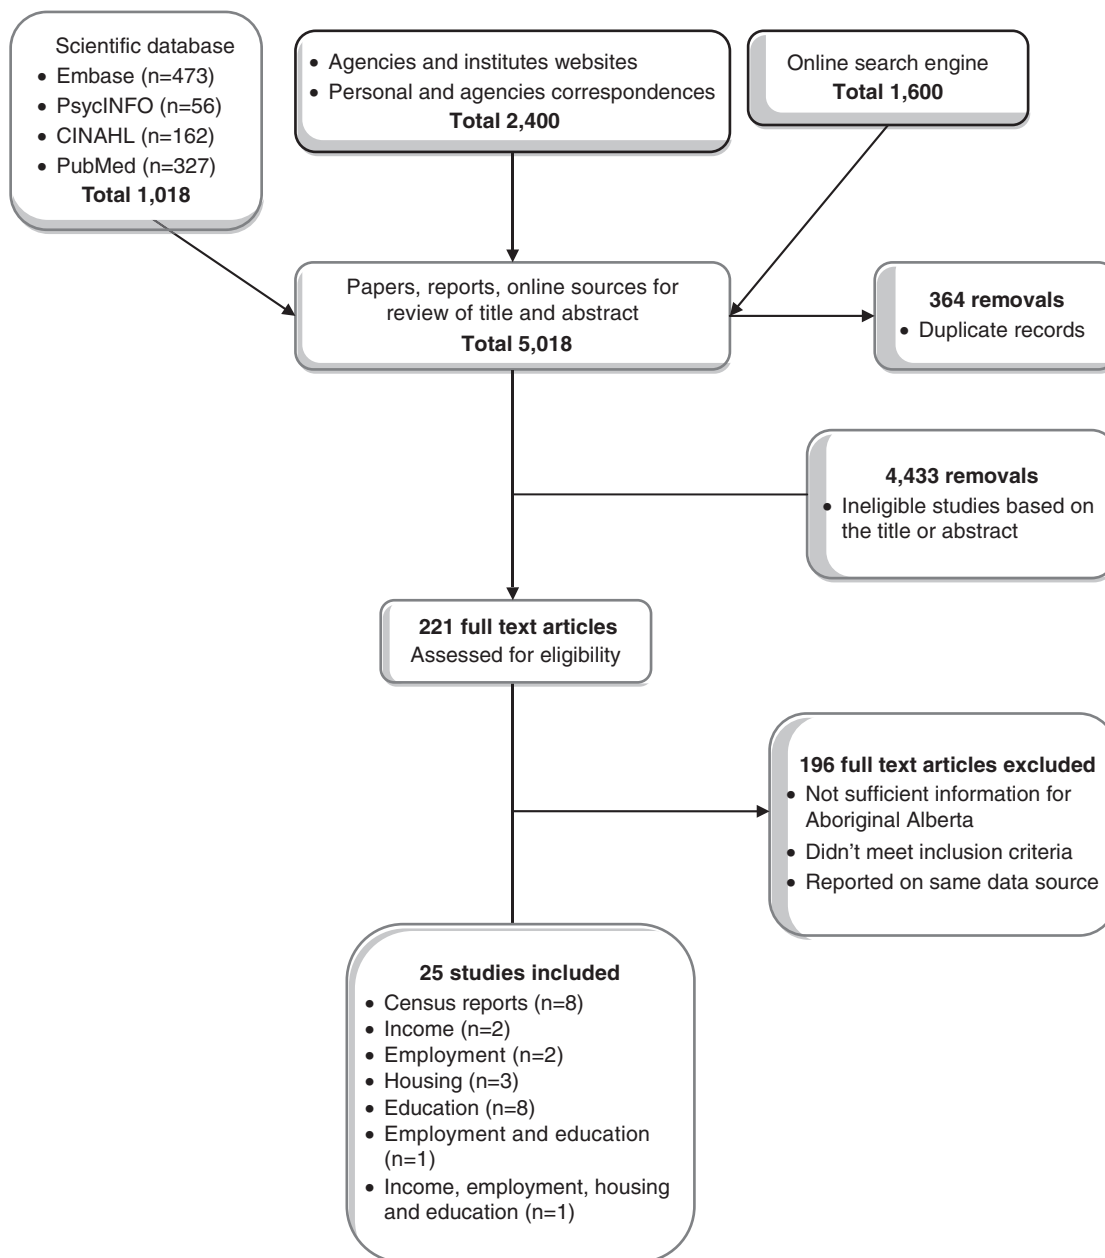 Scientific database
• Embase (n=473)
• PsycINFO (n=56)
• CINAHL (n=162)
• PubMed (n=327)
Total 1,018
• Agencies and institutes websites
• Personal and agencies correspondences
Total 2,400
Online search engine
Total 1,600
Papers, reports, online sources for
review of title and abstract
Total 5,018
364 removals
• Duplicate records
4,433 removals
• Ineligible studies based on
the title or abstract
221 full text articles
Assessed for eligibility
196 full text articles excluded
• Not sufficient information for
Aboriginal Alberta
• Didn't meet inclusion criteria
• Reported on same data source
25 studies included
• Census reports (n=8)
• Income (n=2)
• Employment (n=2)
• Housing (n=3)
• Education (n=8)
• Employment and education
(n=1)
• Income, employment, housing
and education (n=1)